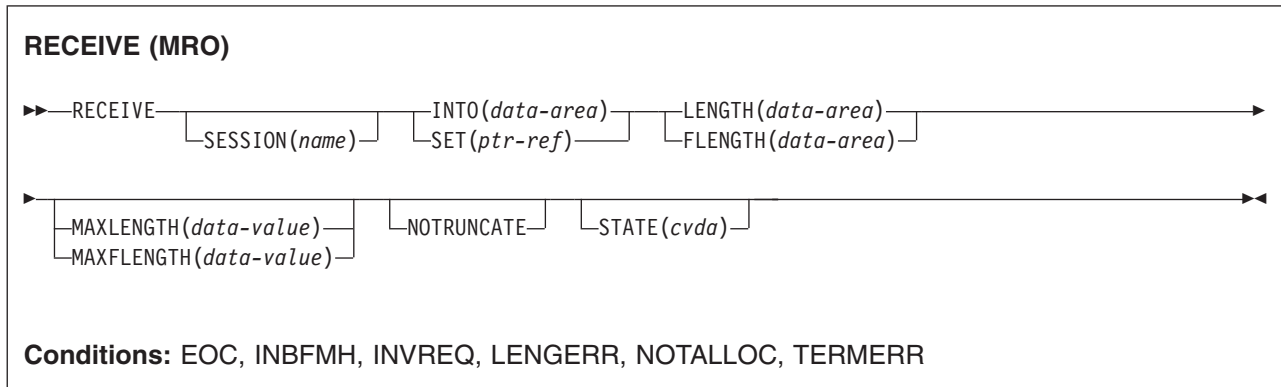 RECEIVE (MRO)
RECEIVE INTO(data-area) LENGTH(data-area)
SESSION(name) SET(ptr-ref) FLENGTH(data-area)
MAXLENGTH(data-value) NOTRUNCATE STATE(cvda)
MAXFLENGTH(data-value)
Conditions: EOC, INBFMH, INVREQ, LENGERR, NOTALLOC, TERMERR